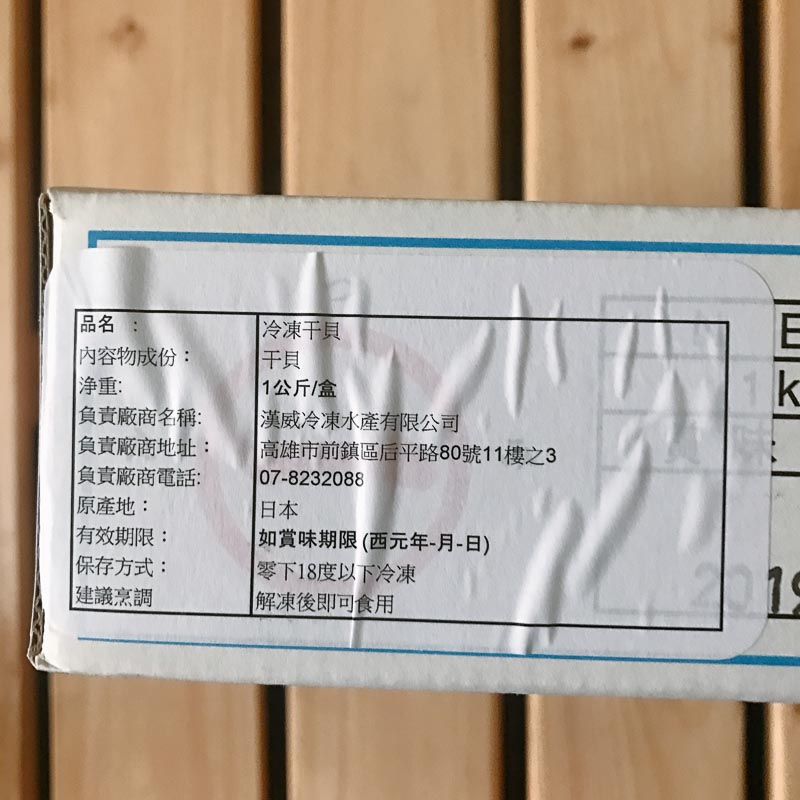 品名 : 冷凍干貝
內容物成份： 干貝
净重: 1公斤/盒
負責廠商名稱: 漢威冷凍水產有限公司
負責廠商地址： 高雄市前鎮區后平路80號11樓之3
負責廠商電話: 07-8232088
原產地： 日本
有效期限： 如賞味期限 (西元年-月-日)
保存方式： 零下18度以下冷凍
建議烹調 解凍後即可食用
1k
賞味
2019